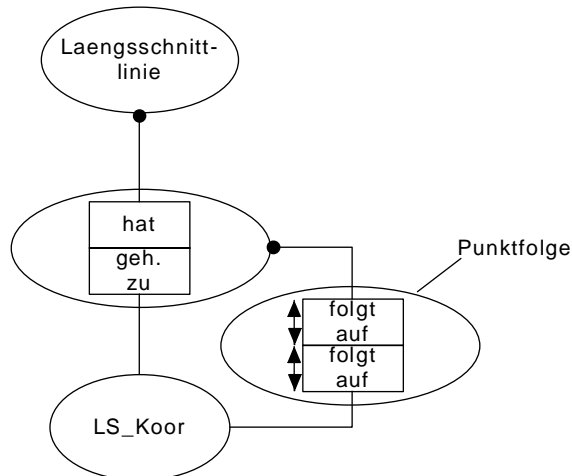 Laengsschnitt-
linie
hat
geh.
zu
Punktfolge
folgt
auf
folgt
auf
LS_Koor